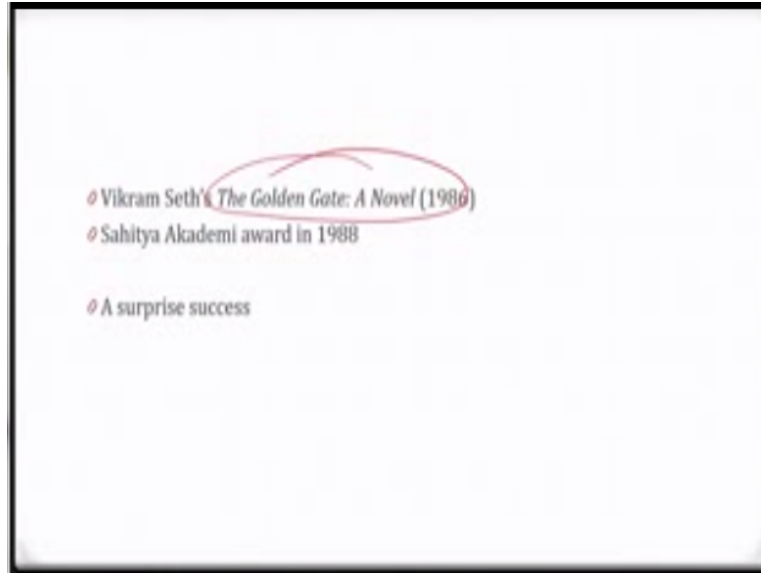 Vikram Seth's The Golden Gate: A Novel (1986)
Sahitya Akademi award in 1988
A surprise success